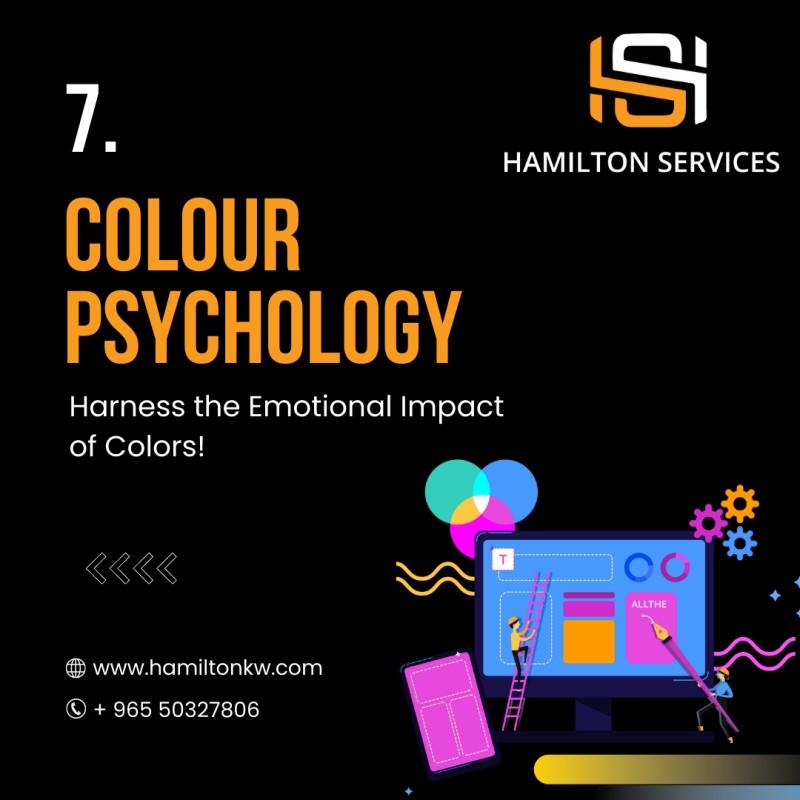 7.
HAMILTON SERVICES
COLOUR
PSYCHOLOGY
Harness the Emotional Impact
of Colors!
T
ALLTHE
www.hamiltonkw.com
+ 965 50327806